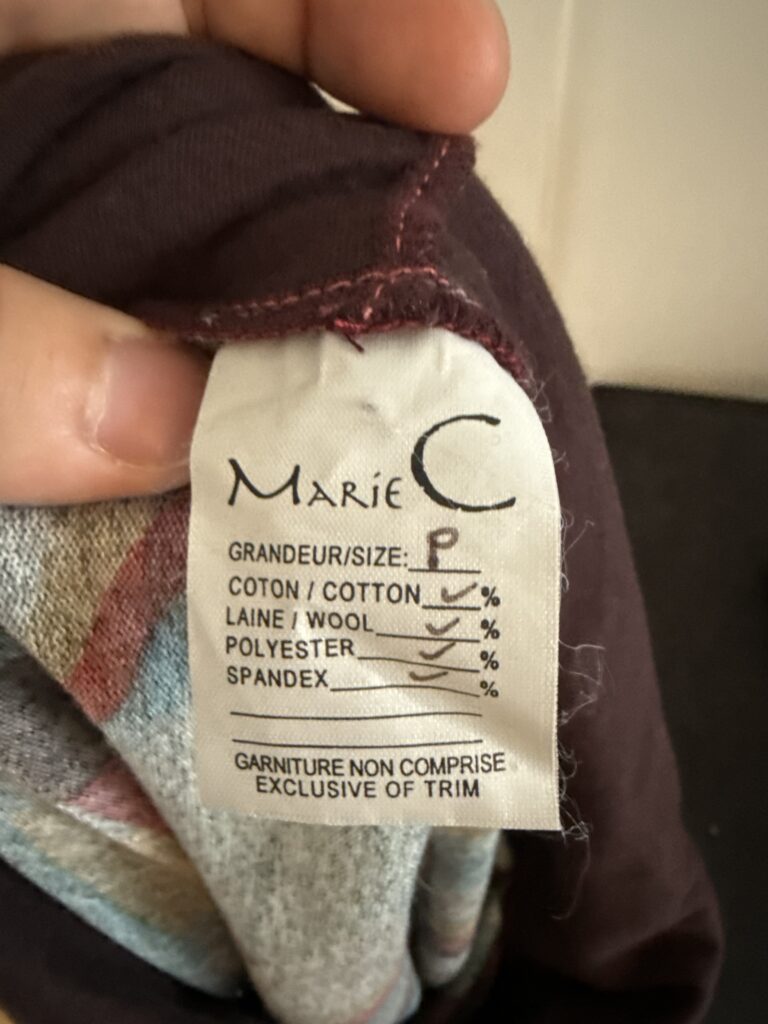 MARIE C
GRANDEUR/SIZE: P
COTON / COTTON ✓ %
LAINE / WOOL ✓ %
POLYESTER ✓ %
SPANDEX ✓ %
GARNITURE NON COMPRISE
EXCLUSIVE OF TRIM